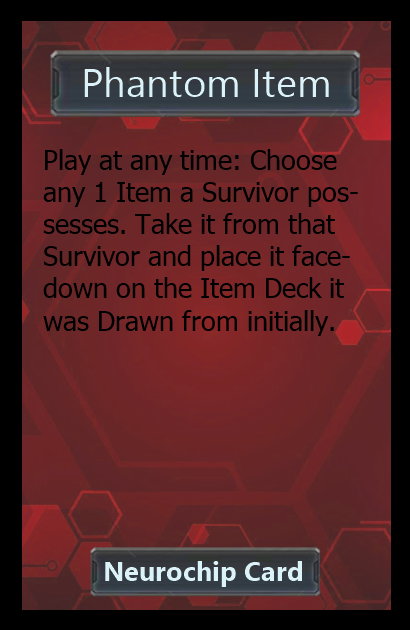 Phantom Item
Play at any time: Choose
any 1 Item a Survivor pos-
sesses. Take it from that
Survivor and place it face-
down on the Item Deck it
was Drawn from initially.
Neurochip Card